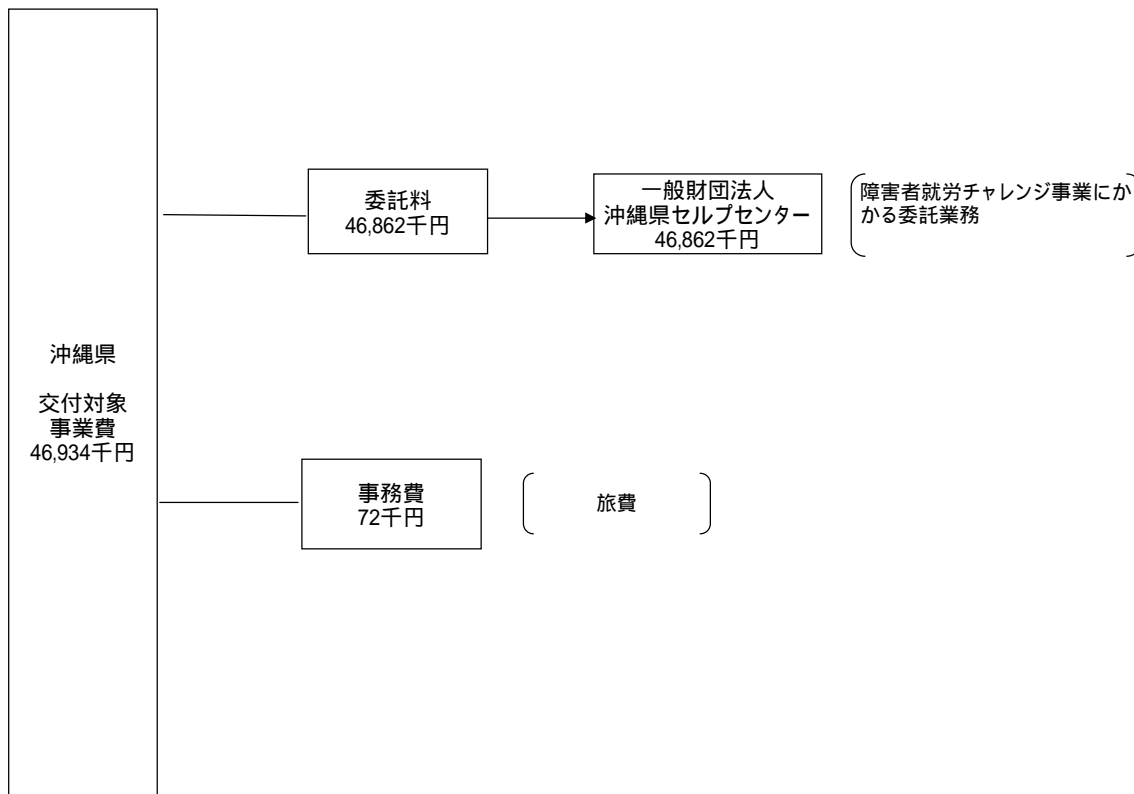 沖縄県
交付対象
事業費
46,934千円
委託料
46,862千円
一般財団法人
沖縄県セルプセンター
46,862千円
障害者就労チャレンジ事業にか
かる委託業務
事務費
72千円
旅費